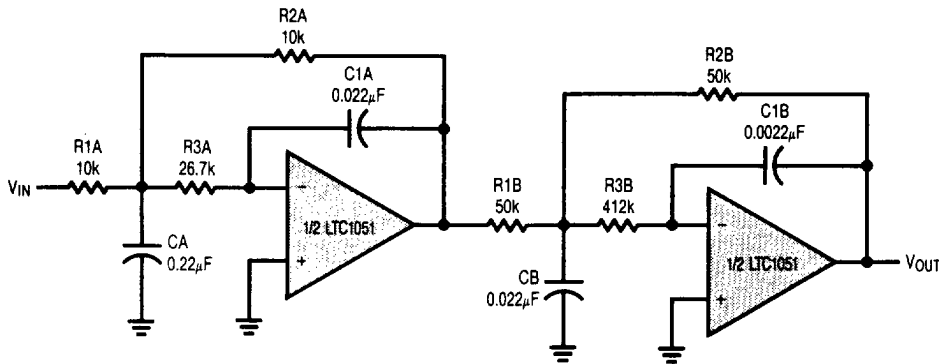 R2A
10k
C1A
0.022µF
R1A
10k
R3A
26.7k
VIN
CA
0.22µF
−
+
1/2 LTC1051
R2B
50k
C1B
0.0022µF
R1B
50k
R3B
412k
CB
0.022µF
−
+
1/2 LTC1051
VOUT